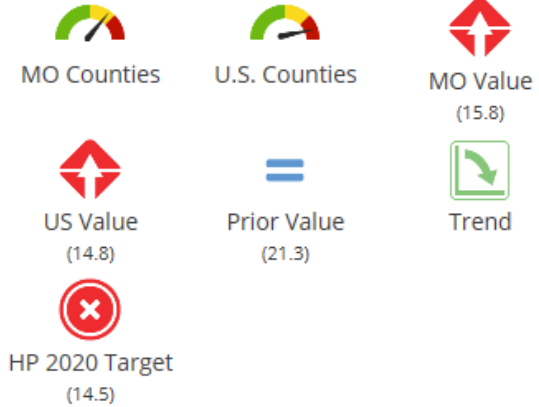 MO Counties
U.S. Counties
MO Value
(15.8)
US Value
(14.8)
Prior Value
(21.3)
Trend
HP 2020 Target
(14.5)